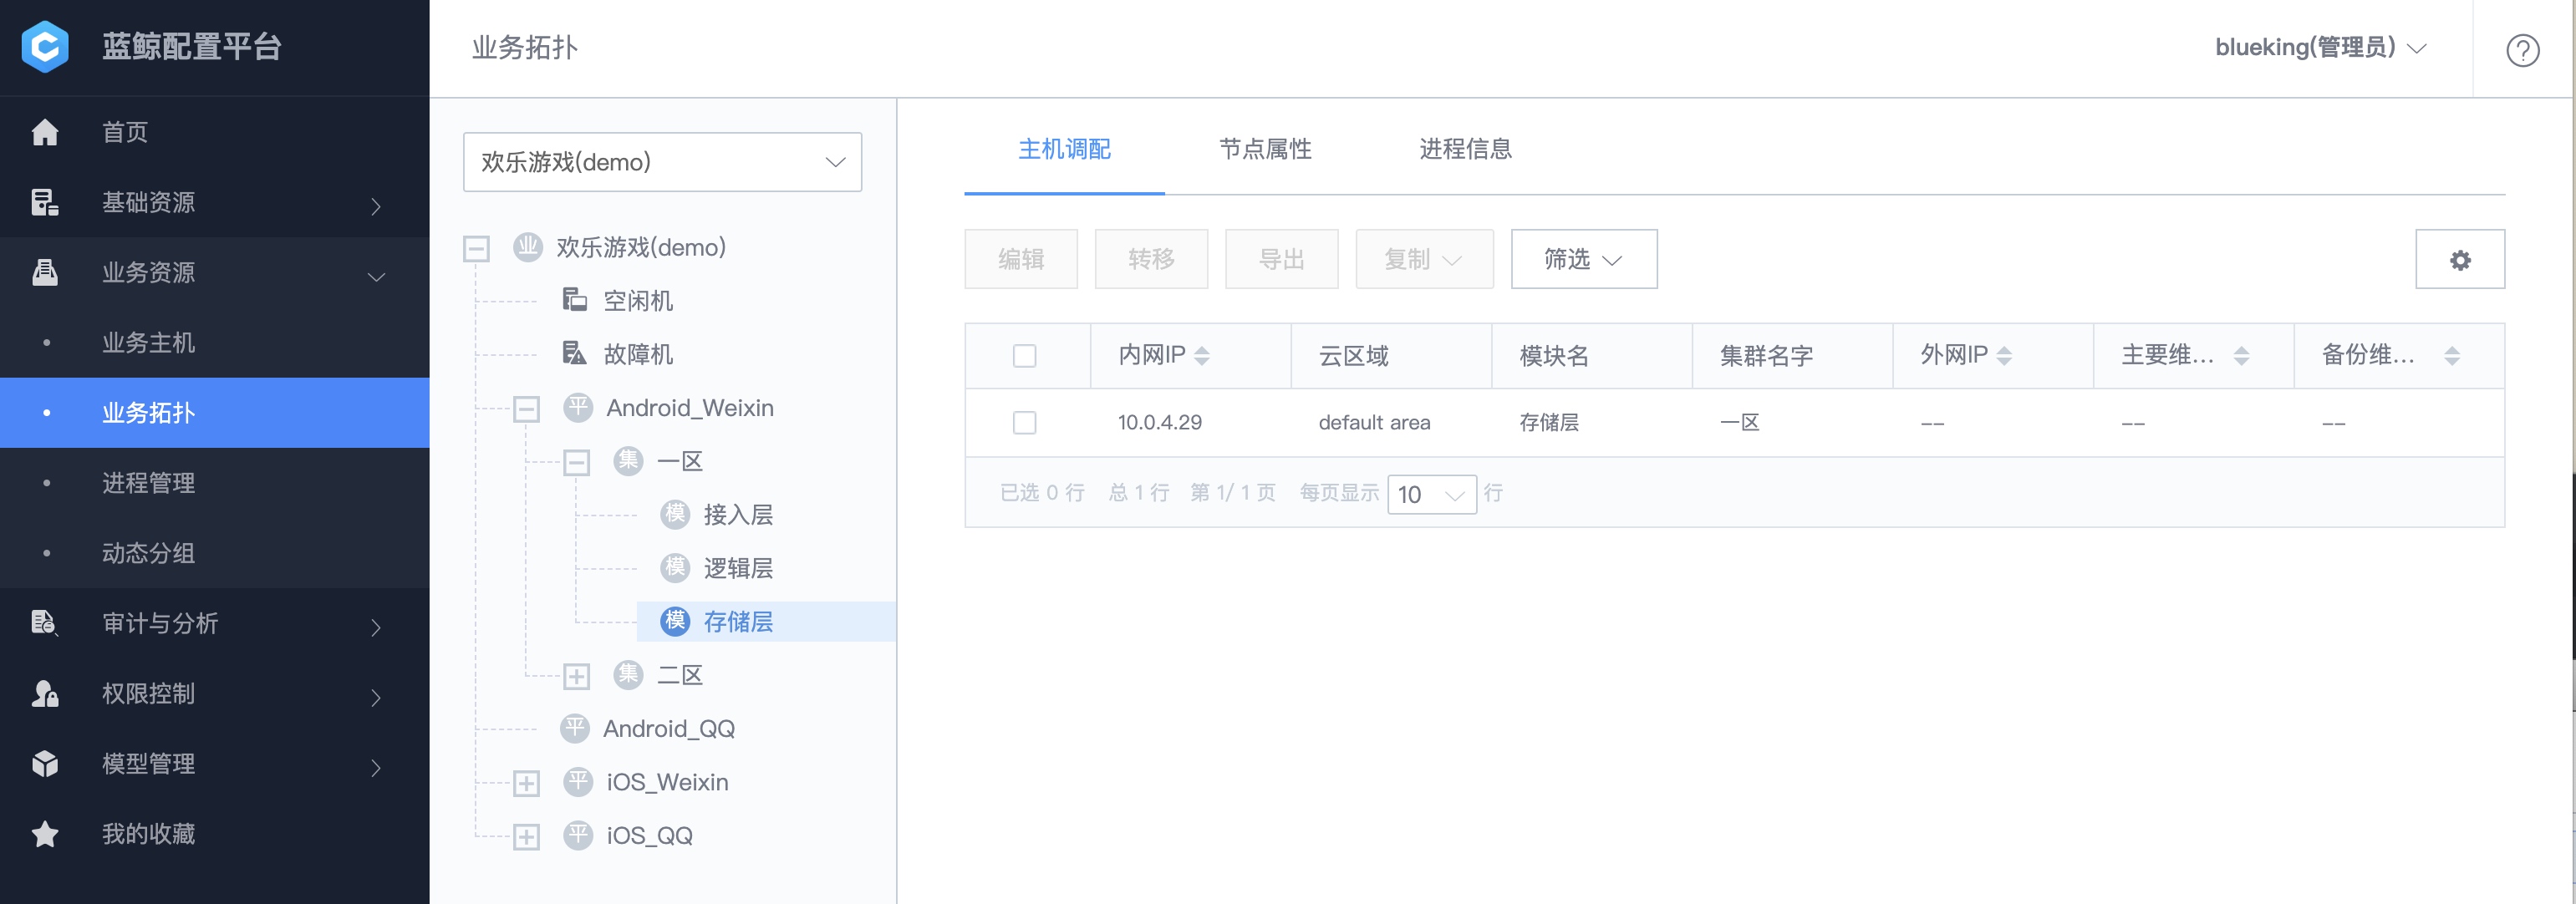 蓝鲸配置平台
业务拓扑
blueking(管理员)
首页
基础资源
业务资源
业务主机
业务拓扑
进程管理
动态分组
审计与分析
权限控制
模型管理
我的收藏
欢乐游戏(demo)
业 欢乐游戏(demo)
空闲机
故障机
平 Android_Weixin
集 一区
模 接入层
模 逻辑层
模 存储层
集 二区
平 Android_QQ
平 iOS_Weixin
平 iOS_QQ
主机调配 节点属性 进程信息
编辑 转移 导出 复制 筛选
内网IP 云区域 模块名 集群名字 外网IP 主要维... 备份维...
10.0.4.29 default area 存储层 一区 -- -- --
已选 0 行 总 1 行 第 1/ 1 页 每页显示 10 行